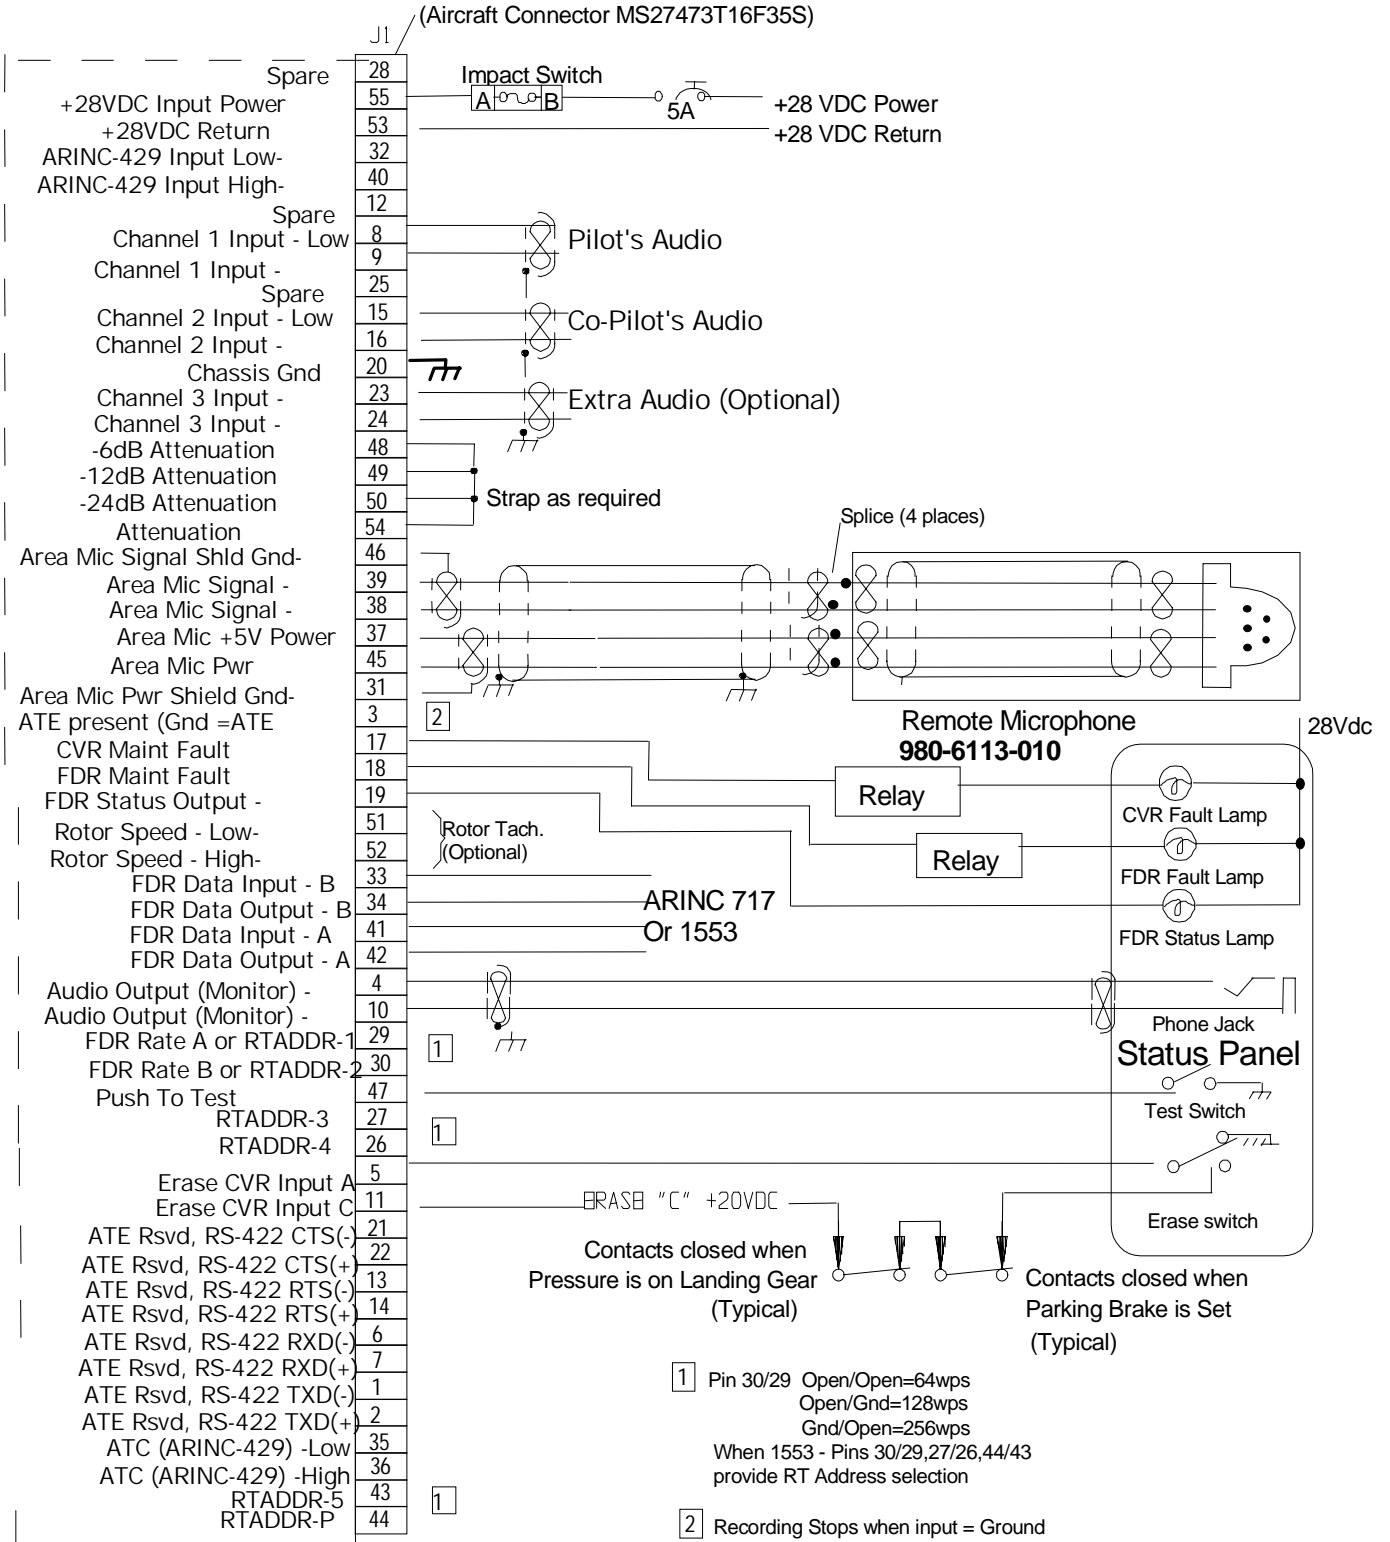 (Aircraft Connector MS27473T16F35S)
J1
Spare 28
+28VDC Input Power 55
Impact Switch
A B
5A
+28 VDC Power
+28VDC Return 53
+28 VDC Return
ARINC-429 Input Low- 32
ARINC-429 Input High- 40
Spare 12
Channel 1 Input - Low 8
Pilot's Audio
Channel 1 Input - 9
Spare 25
Channel 2 Input - Low 15
Co-Pilot's Audio
Channel 2 Input - 16
Chassis Gnd 20
Channel 3 Input - 23
Extra Audio (Optional)
Channel 3 Input - 24
-6dB Attenuation 48
-12dB Attenuation 49
-24dB Attenuation 50
Strap as required
Attenuation 54
Splice (4 places)
Area Mic Signal Shld Gnd- 46
Area Mic Signal - 39
Area Mic Signal - 38
Area Mic +5V Power 37
Area Mic Pwr 45
Area Mic Pwr Shield Gnd- 31
ATE present (Gnd =ATE 3
2
Remote Microphone
980-6113-010
28Vdc
CVR Maint Fault 17
FDR Maint Fault 18
FDR Status Output - 19
Relay
CVR Fault Lamp
Relay
FDR Fault Lamp
FDR Status Lamp
Rotor Speed - Low- 51
Rotor Speed - High- 52
Rotor Tach.
(Optional)
FDR Data Input - B 33
FDR Data Output - B 34
FDR Data Input - A 41
FDR Data Output - A 42
ARINC 717
Or 1553
Audio Output (Monitor) - 4
Audio Output (Monitor) - 10
Phone Jack
Status Panel
FDR Rate A or RTADDR-1 29
1
FDR Rate B or RTADDR-2 30
Push To Test 47
Test Switch
RTADDR-3 27
1
RTADDR-4 26
Erase CVR Input A 5
Erase CVR Input C 11
ERASE "C" +20VDC
Erase switch
ATE Rsvd, RS-422 CTS(-) 21
ATE Rsvd, RS-422 CTS(+) 22
ATE Rsvd, RS-422 RTS(-) 13
ATE Rsvd, RS-422 RTS(+) 14
ATE Rsvd, RS-422 RXD(-) 6
ATE Rsvd, RS-422 RXD(+) 7
ATE Rsvd, RS-422 TXD(-) 1
ATE Rsvd, RS-422 TXD(+) 2
Contacts closed when
Pressure is on Landing Gear
(Typical)
Contacts closed when
Parking Brake is Set
(Typical)
ATC (ARINC-429) -Low 35
ATC (ARINC-429) -High 36
RTADDR-5 43
1
RTADDR-P 44
1 Pin 30/29 Open/Open=64wps
Open/Gnd=128wps
Gnd/Open=256wps
When 1553 - Pins 30/29,27/26,44/43
provide RT Address selection
2 Recording Stops when input = Ground